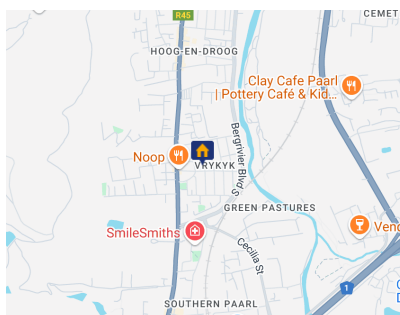 R45
CEMET
HOOG-EN-DROOG
Clay Cafe Paarl
| Pottery Café & Kid...
Bergrivier Blvd S
Noop
VRYKYK
GREEN PASTURES
SmileSmiths
Vend
Cecilia St
1
SOUTHERN PAARL